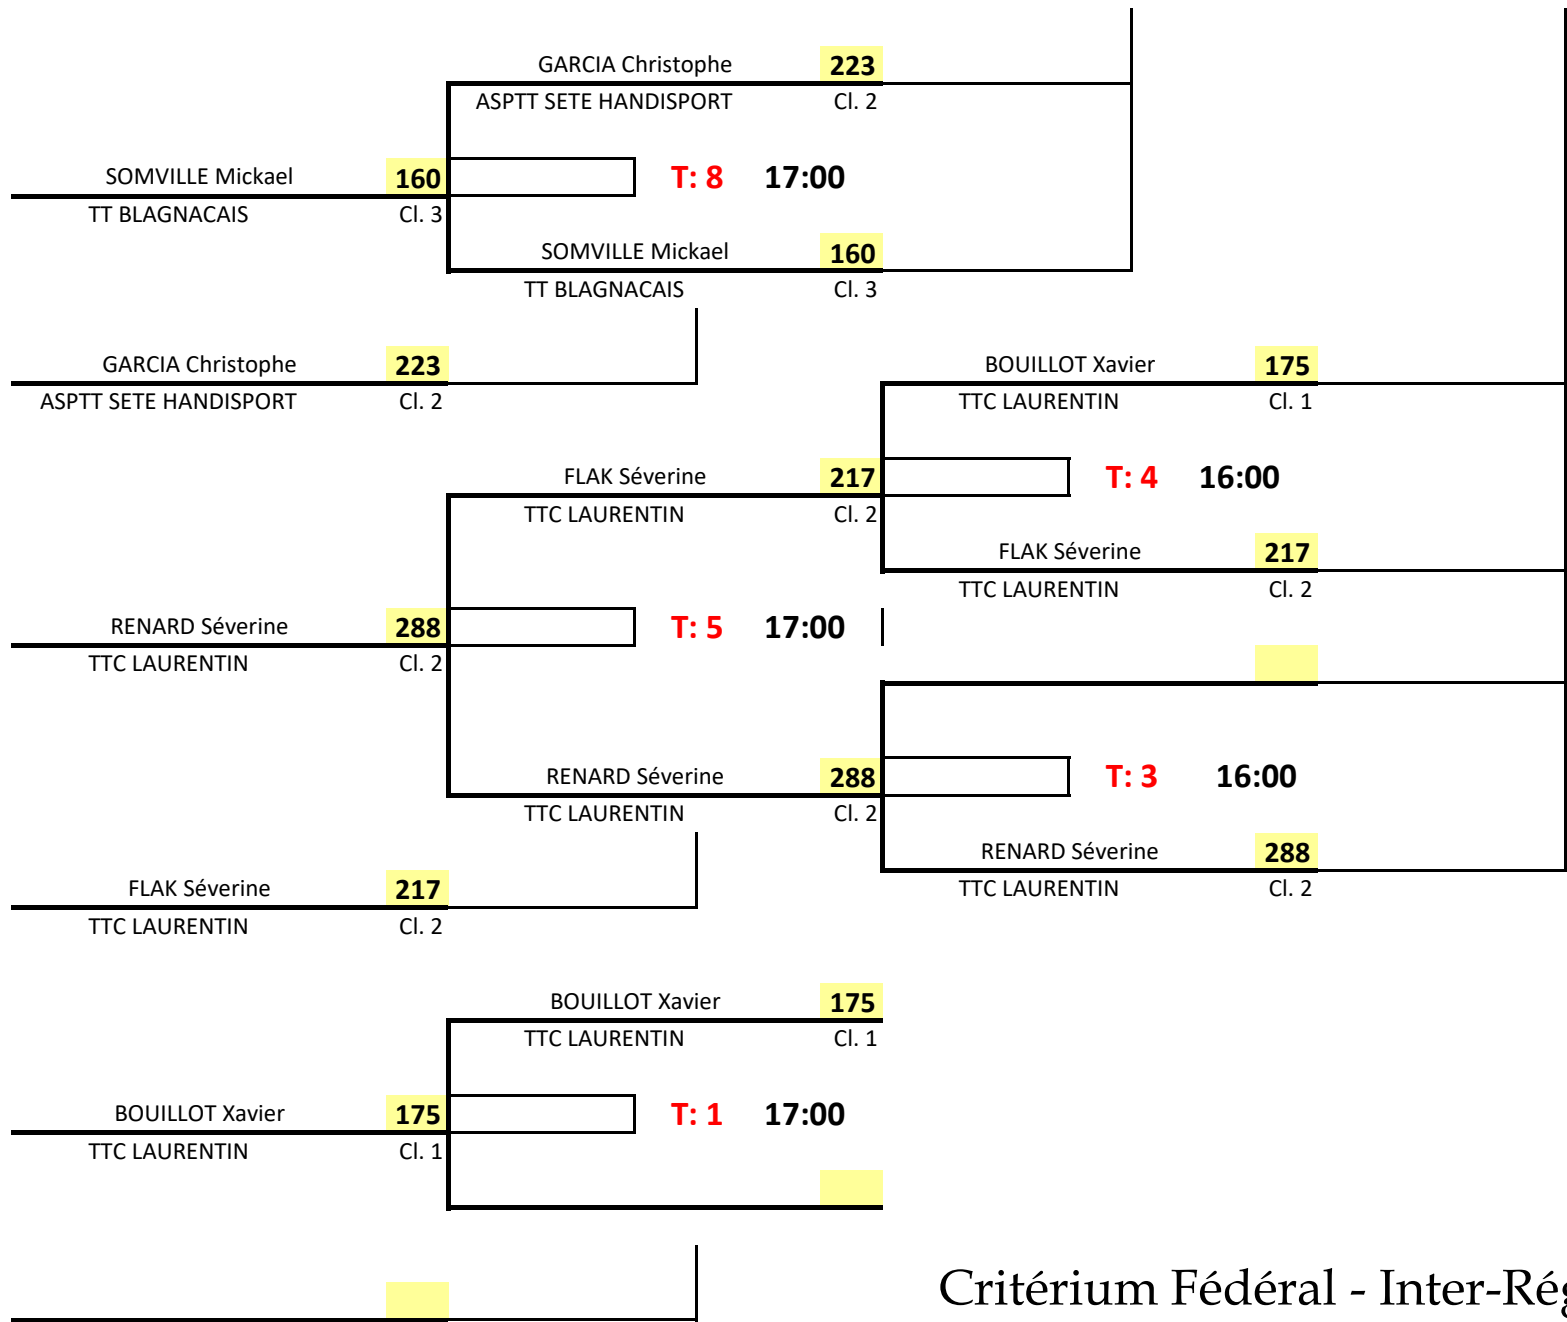 GARCIA Christophe 223
ASPTT SETE HANDISPORT Cl. 2
SOMVILLE Mickael 160 T: 8 17:00
TT BLAGNACAIS Cl. 3
SOMVILLE Mickael 160
TT BLAGNACAIS Cl. 3
GARCIA Christophe 223 BOUILLOT Xavier 175
ASPTT SETE HANDISPORT Cl. 2 TTC LAURENTIN Cl. 1
FLAK Séverine 217 T: 4 16:00
TTC LAURENTIN Cl. 2
FLAK Séverine 217
TTC LAURENTIN Cl. 2
RENARD Séverine 288 T: 5 17:00
TTC LAURENTIN Cl. 2
RENARD Séverine 288 T: 3 16:00
TTC LAURENTIN Cl. 2
RENARD Séverine 288
FLAK Séverine 217 TTC LAURENTIN Cl. 2
TTC LAURENTIN Cl. 2
BOUILLOT Xavier 175
TTC LAURENTIN Cl. 1
BOUILLOT Xavier 175 T: 1 17:00
TTC LAURENTIN Cl. 1
Critérium Fédéral - Inter-Rég